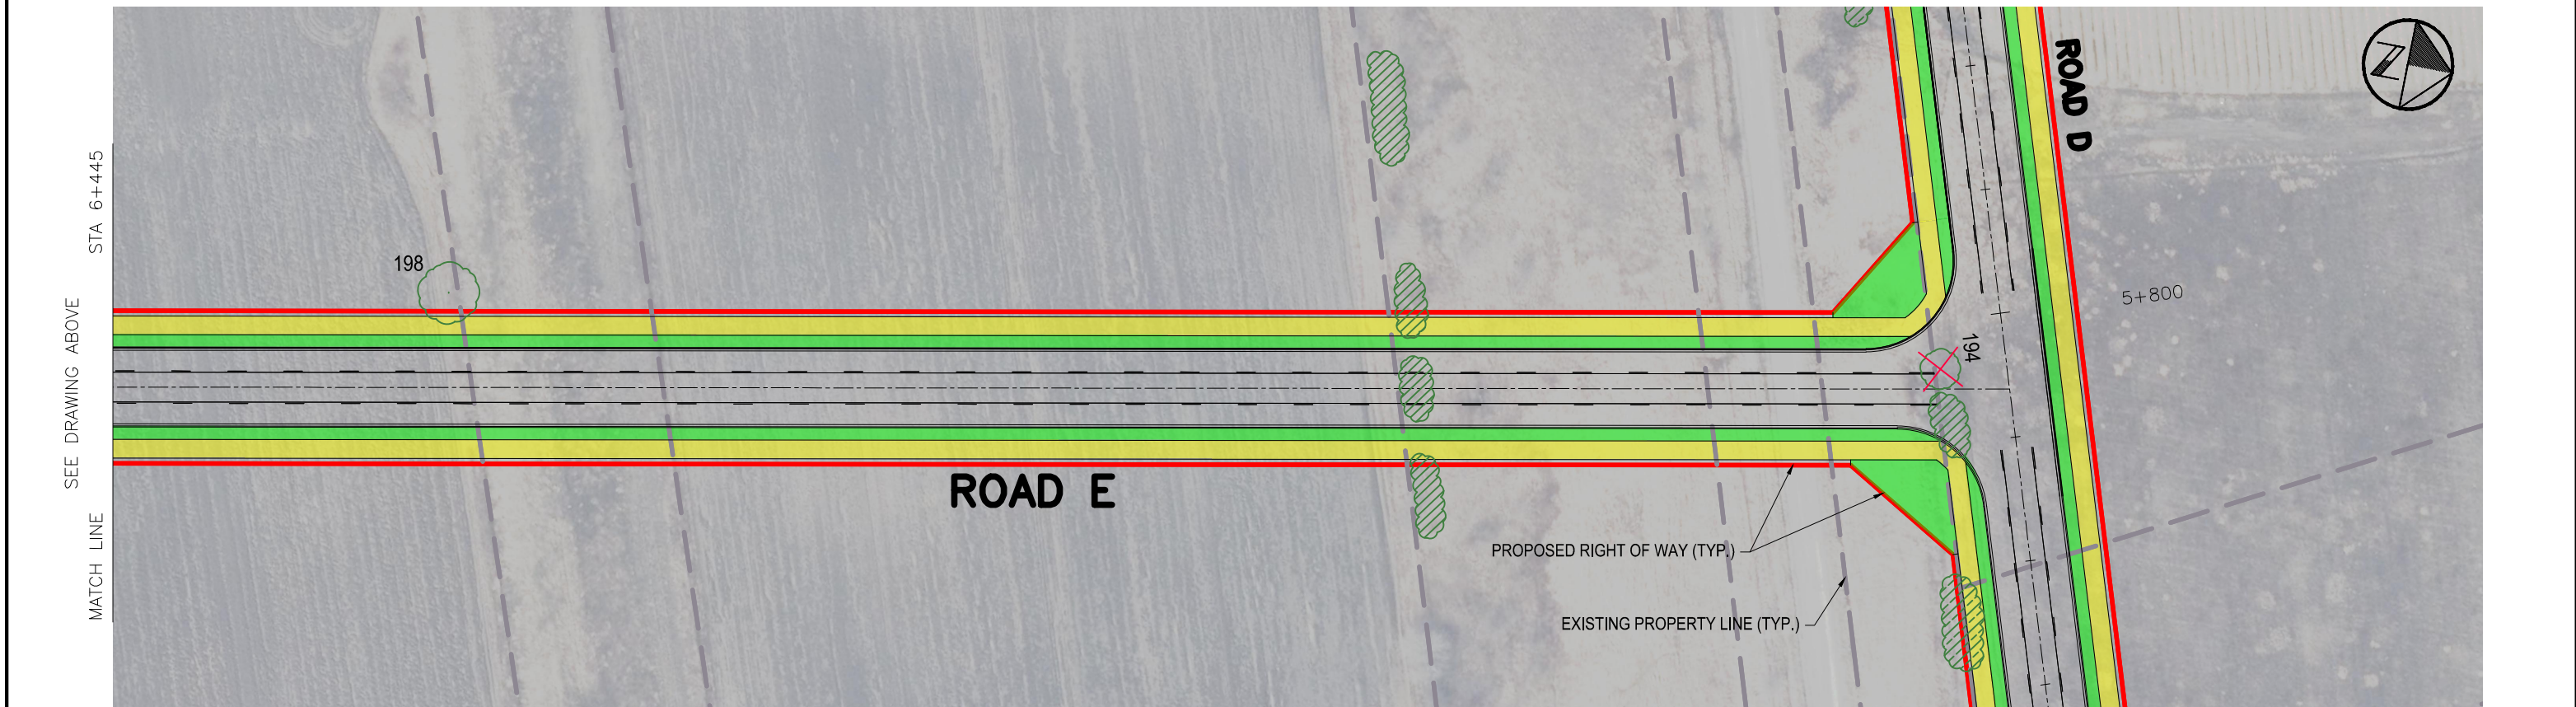 MATCH LINE
SEE DRAWING ABOVE
STA 6+445
198
ROAD D
N
5+800
194
ROAD E
PROPOSED RIGHT OF WAY (TYP.)
EXISTING PROPERTY LINE (TYP.)